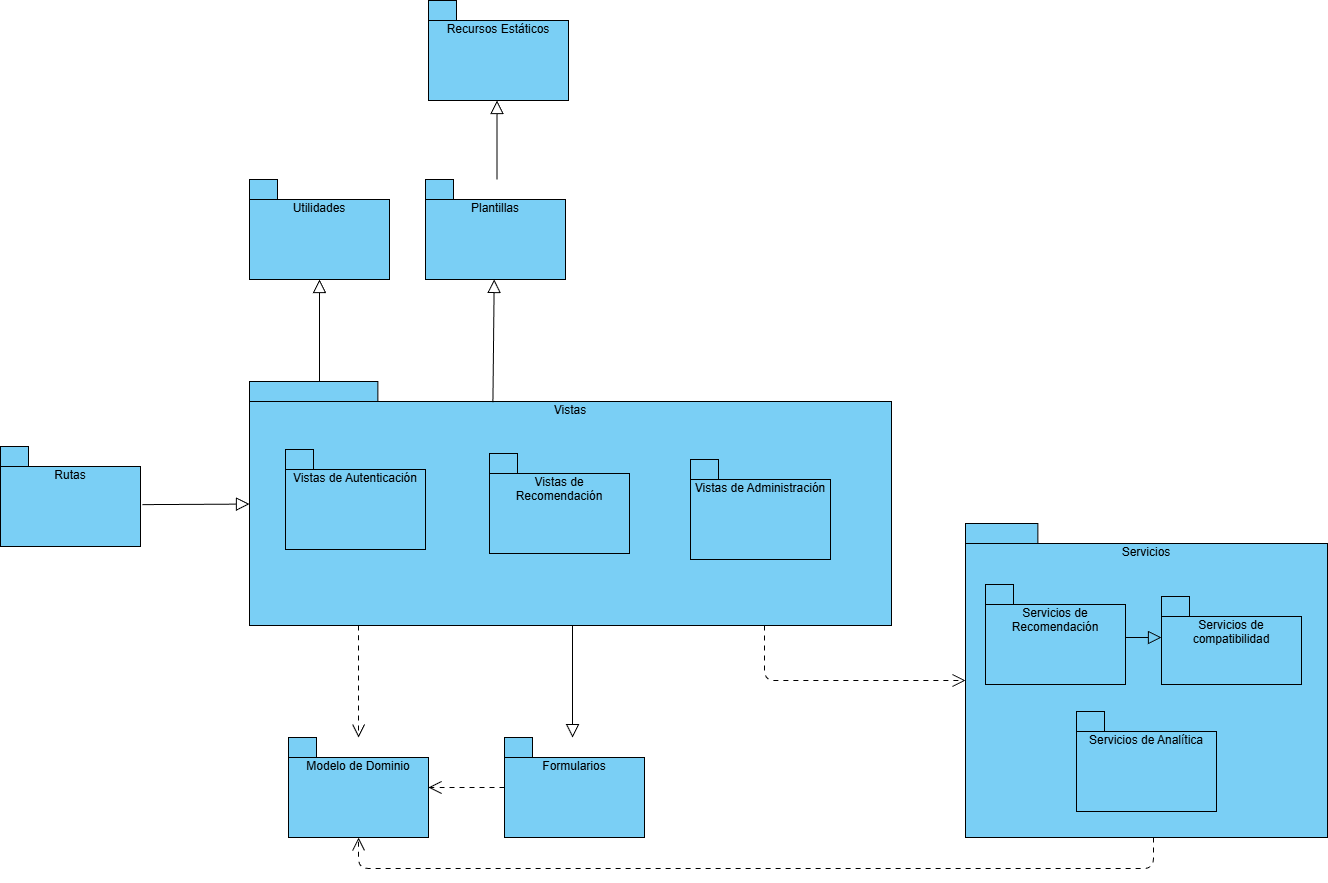 Recursos Estáticos
Utilidades
Plantillas
Vistas
Rutas
Vistas de Autenticación
Vistas de
Recomendación
Vistas de Administración
Servicios
Servicios de
Recomendación
Servicios de
compatibilidad
Servicios de Analítica
Modelo de Dominio
Formularios